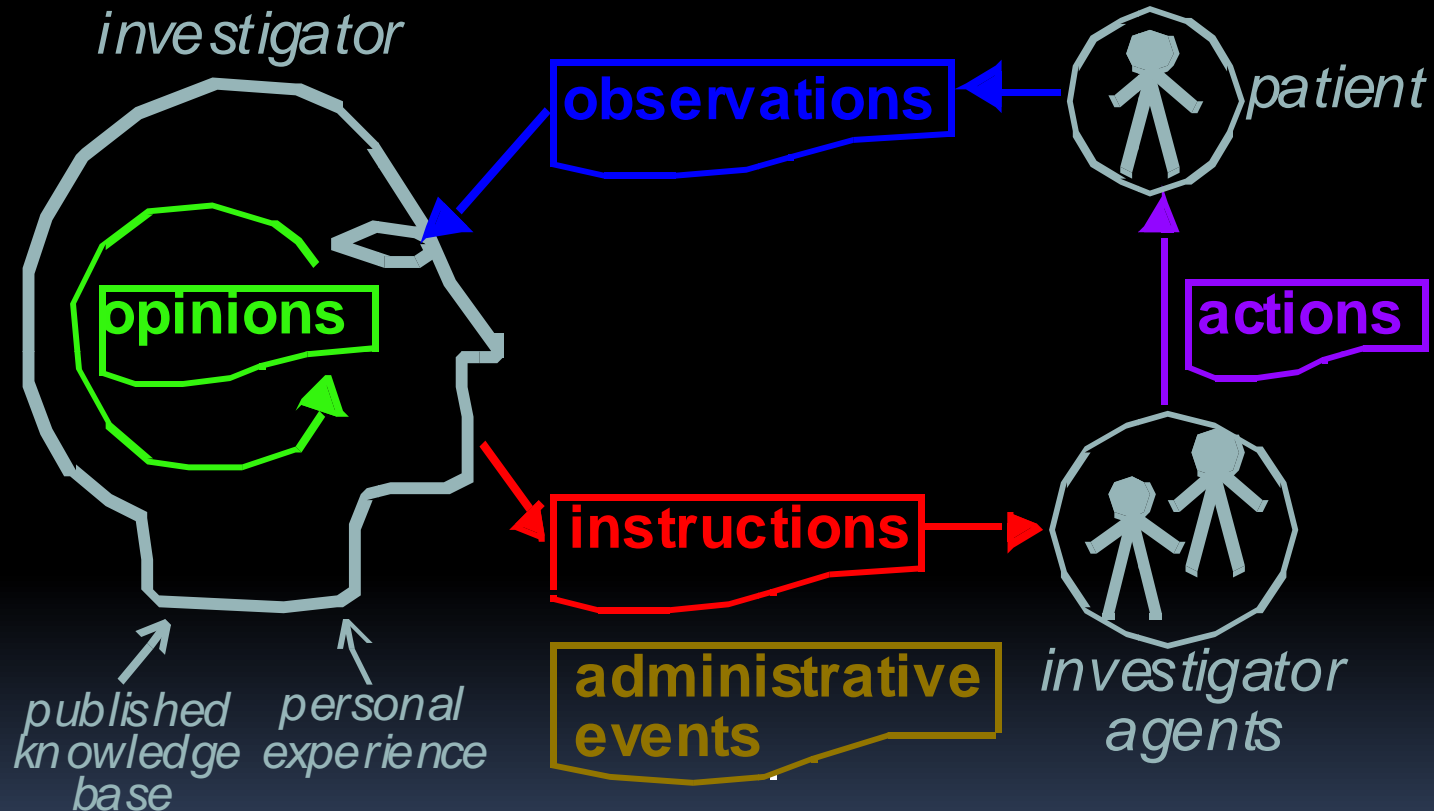 investigator
observations
patient
opinions
actions
instructions
administrative
events
investigator
agents
published
knowledge
base
personal
experience